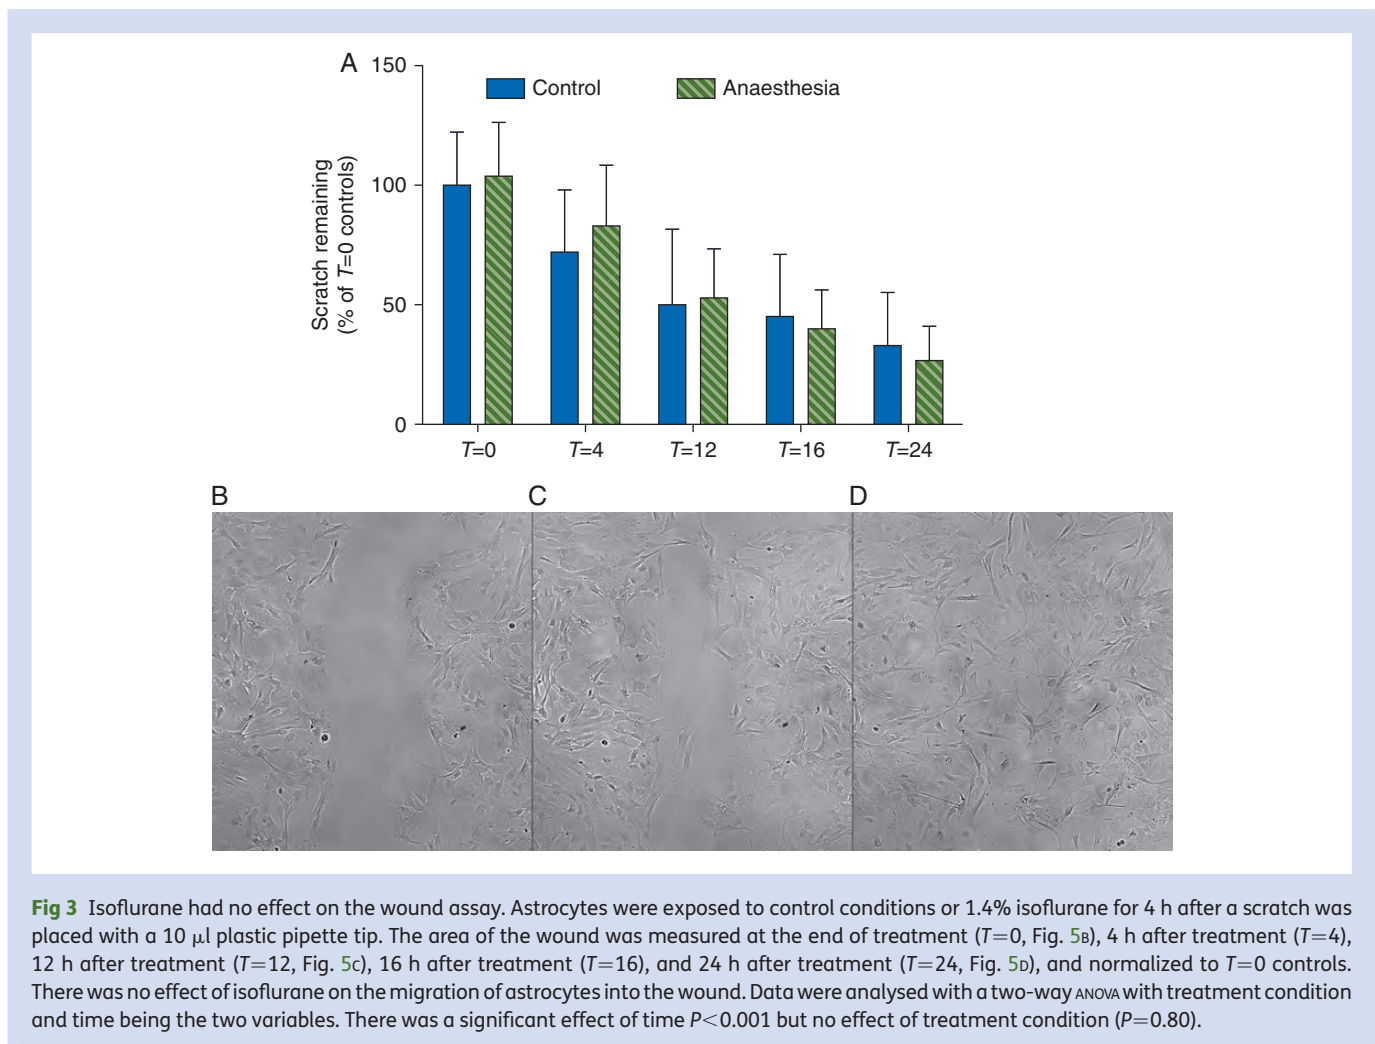 A
150
Control
Anaesthesia
Scratch remaining
(% of T=0 controls)
100
50
0
T=0 T=4 T=12 T=16 T=24
B C D
Fig 3 Isoflurane had no effect on the wound assay. Astrocytes were exposed to control conditions or 1.4% isoflurane for 4 h after a scratch was
placed with a 10 μl plastic pipette tip. The area of the wound was measured at the end of treatment (T=0, Fig. 5B), 4 h after treatment (T=4),
12 h after treatment (T=12, Fig. 5C), 16 h after treatment (T=16), and 24 h after treatment (T=24, Fig. 5D), and normalized to T=0 controls.
There was no effect of isoflurane on the migration of astrocytes into the wound. Data were analysed with a two-way ANOVA with treatment condition
and time being the two variables. There was a significant effect of time P<0.001 but no effect of treatment condition (P=0.80).